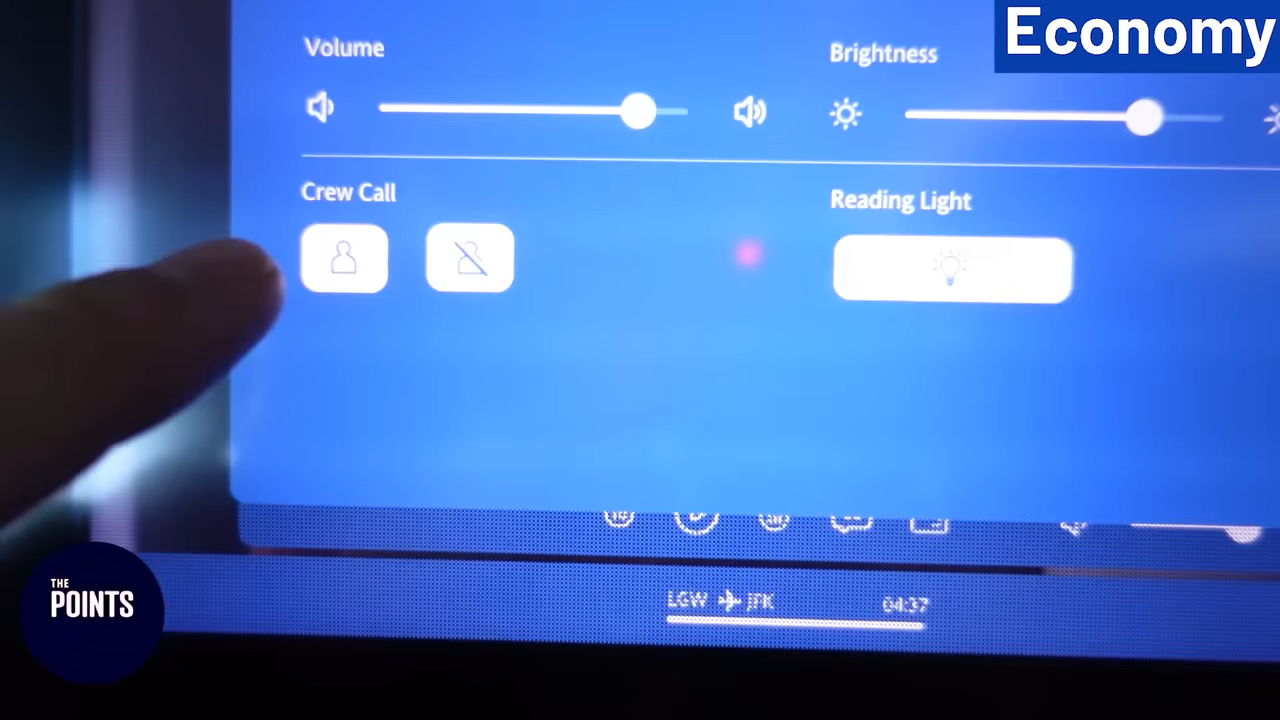 Economy
Volume
Brightness
Crew Call
Reading Light
LGW JFK
04:37
THE
POINTS